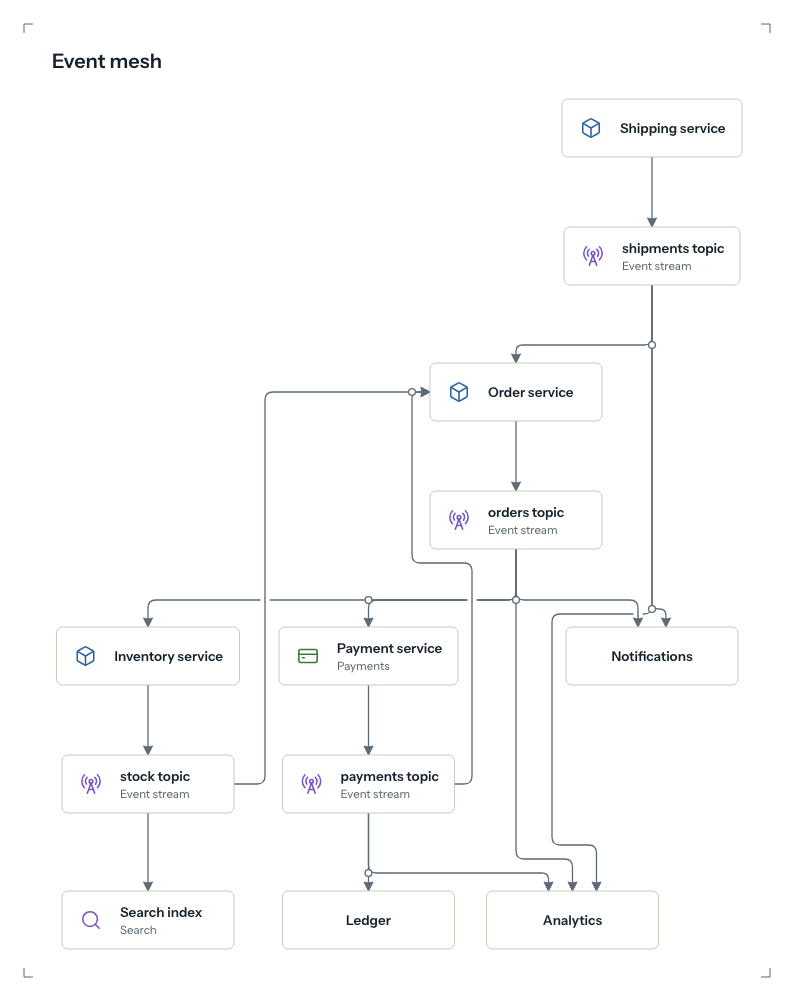 Event mesh
Shipping service
shipments topic
Event stream
Order service
orders topic
Event stream
Inventory service
Payment service
Payments
Notifications
stock topic
Event stream
payments topic
Event stream
Search index
Search
Ledger
Analytics